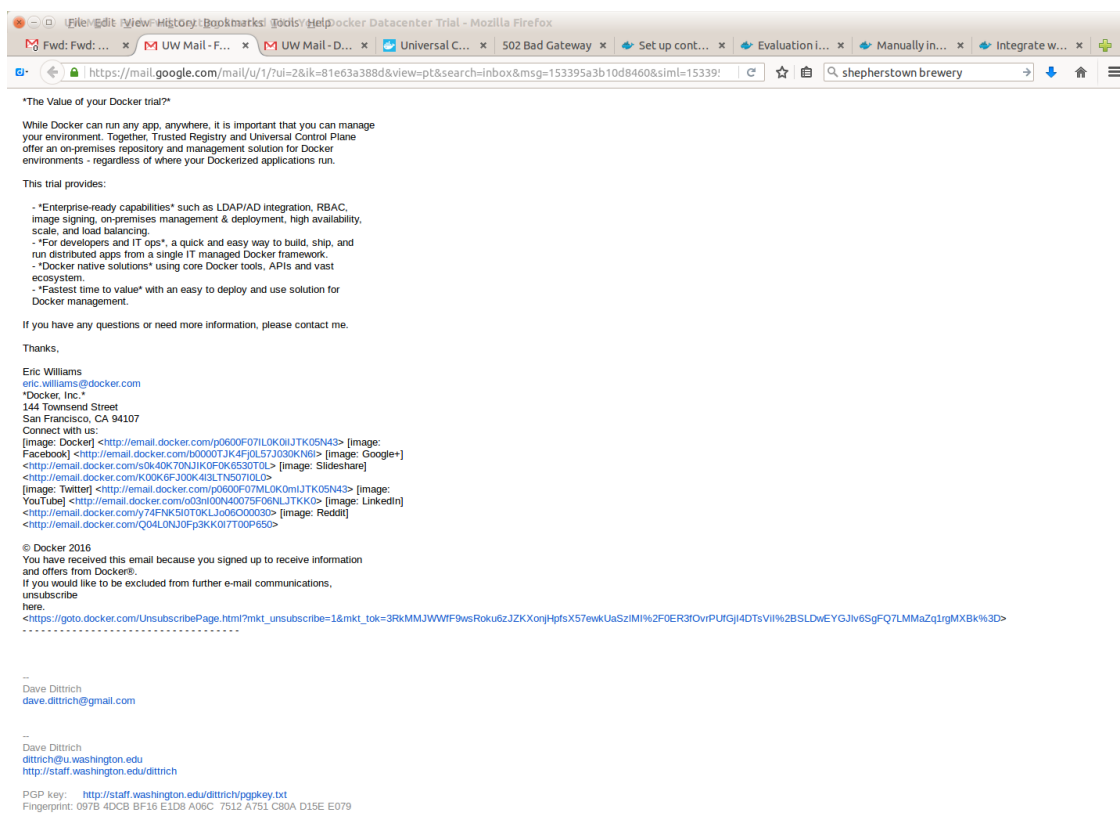 File Edit View History Bookmarks Tools Help Docker Datacenter Trial - Mozilla Firefox
Fwd: Fwd: ... × UW Mail - F... × UW Mail - D... × Universal C... × 502 Bad Gateway × Set up cont... × Evaluation i... × Manually in... × Integrate w... ×
https://mail.google.com/mail/u/1/?ui=2&ik=81e63a388d&view=pt&search=inbox&msg=153395a3b10d8460&siml=15339! shepherstown brewery
*The Value of your Docker trial?*
While Docker can run any app, anywhere, it is important that you can manage
your environment. Together, Trusted Registry and Universal Control Plane
offer an on-premises repository and management solution for Docker
environments - regardless of where your Dockerized applications run.
This trial provides:
- *Enterprise-ready capabilities* such as LDAP/AD integration, RBAC,
image signing, on-premises management & deployment, high availability,
scale, and load balancing.
- *For developers and IT ops*, a quick and easy way to build, ship, and
run distributed apps from a single IT managed Docker framework.
- *Docker native solutions* using core Docker tools, APIs and vast
ecosystem.
- *Fastest time to value* with an easy to deploy and use solution for
Docker management.
If you have any questions or need more information, please contact me.
Thanks,
Eric Williams
eric.williams@docker.com
*Docker, Inc.*
144 Townsend Street
San Francisco, CA 94107
Connect with us:
[image: Docker] <http://email.docker.com/p0600F07IL0K0iIJTK05N43> [image:
Facebook] <http://email.docker.com/b0000TJK4Fj0L57J030KN6I> [image: Google+]
<http://email.docker.com/s0k40K70NJIK0F0K6530T0L> [image: Slideshare]
<http://email.docker.com/K00K6FJ00K4I3LTN507I0L0>
[image: Twitter] <http://email.docker.com/p0600F07ML0K0mIJTK05N43> [image:
YouTube] <http://email.docker.com/o03nI00N40075F06NLJTKK0> [image: LinkedIn]
<http://email.docker.com/y74FNK5I0T0KLJo06O00030> [image: Reddit]
<http://email.docker.com/Q04L0NJ0Fp3KK0I7T00P650>
© Docker 2016
You have received this email because you signed up to receive information
and offers from Docker®.
If you would like to be excluded from further e-mail communications,
unsubscribe
here.
<https://goto.docker.com/UnsubscribePage.html?mkt_unsubscribe=1&mkt_tok=3RkMMJWWfF9wsRoku6zJZKXonjHpfsX57ewkUaSzlMI%2F0ER3fOvrPUfGjI4DTsViI%2BSLDwEYGJlv6SgFQ7LMMaZq1rgMXBk%3D>
- - - - - - - - - - - - - - - - - - - - - - - - - - - - - - - - - -
--
Dave Dittrich
dave.dittrich@gmail.com
--
Dave Dittrich
dittrich@u.washington.edu
http://staff.washington.edu/dittrich
PGP key: http://staff.washington.edu/dittrich/pgpkey.txt
Fingerprint: 097B 4DCB BF16 E1D8 A06C 7512 A751 C80A D15E E079